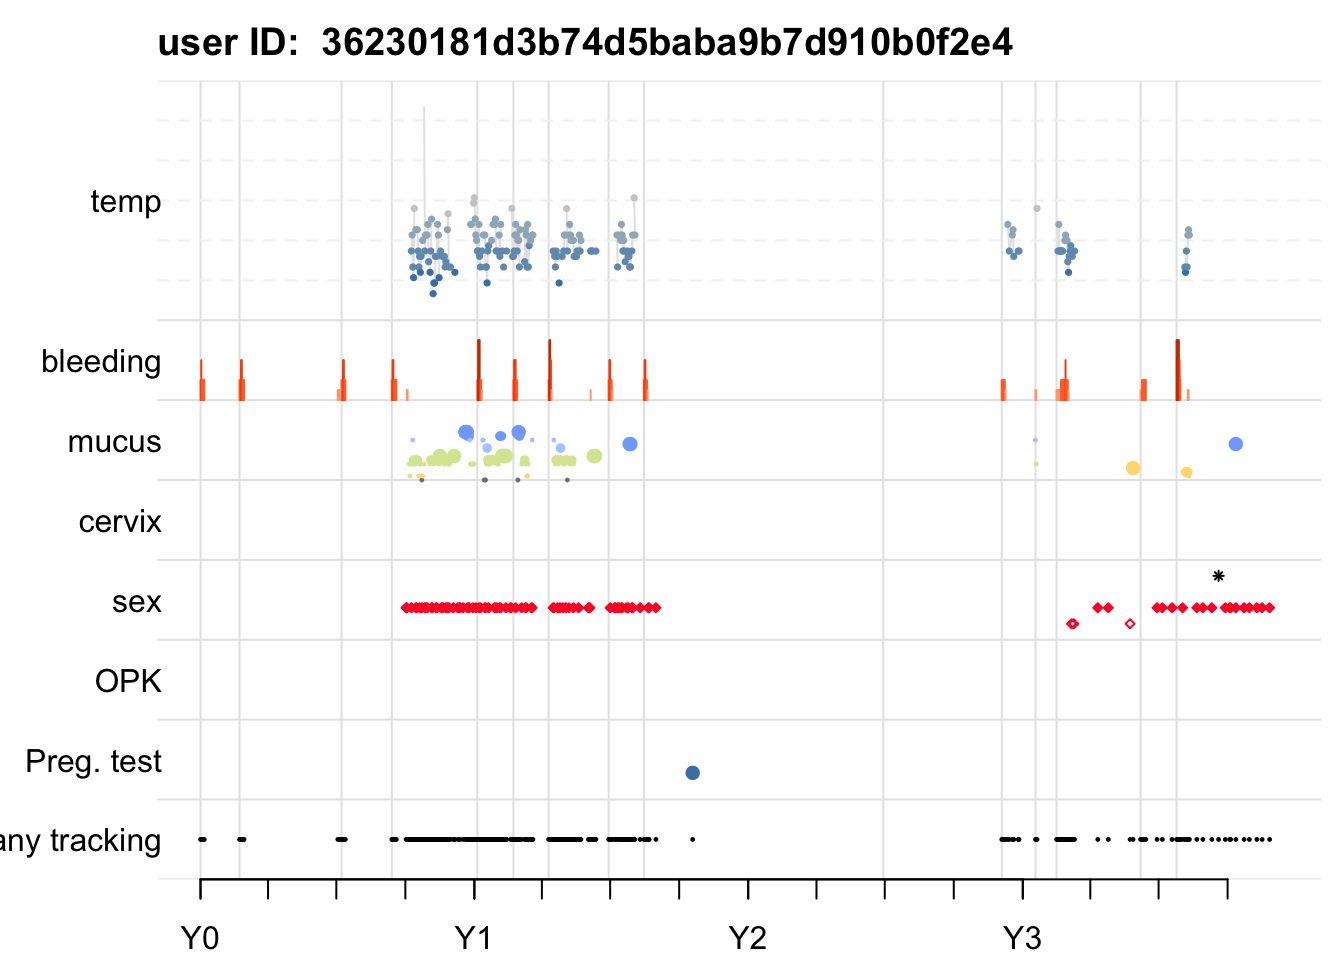 user ID:  36230181d3b74d5baba9b7d910b0f2e4
temp
bleeding
mucus
cervix
sex
OPK
Preg. test
any tracking
Y0 Y1 Y2 Y3